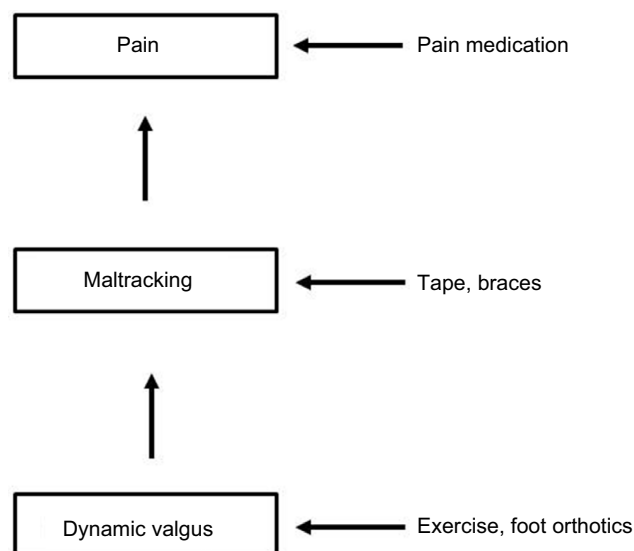 Pain
Pain medication
Maltracking
Tape, braces
Dynamic valgus
Exercise, foot orthotics